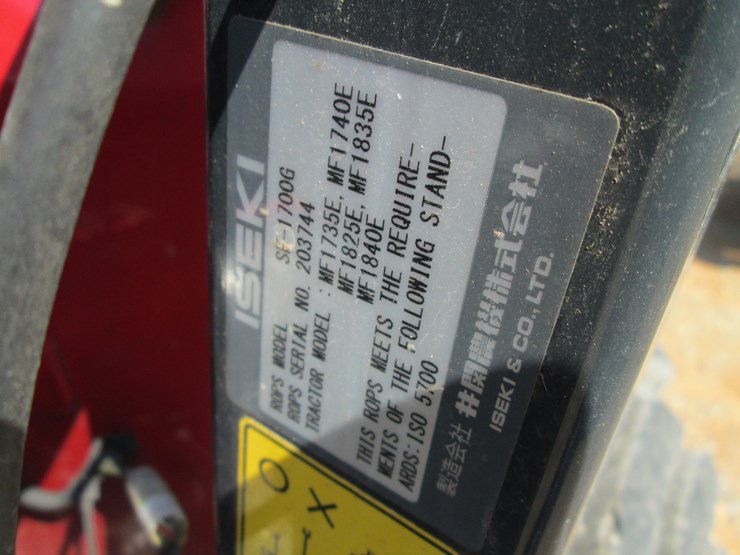 ISEKI
ROPS MODEL SF-1700G
ROPS SERIAL NO. 203744
TRACTOR MODEL : MF1735E, MF1740E
MF1825E, MF1835E
MF1840E
THIS ROPS MEETS THE REQUIRE-
MENTS OF THE FOLLOWING STAND-
ARDS:ISO 5700
製造会社 井関農機株式会社
ISEKI & CO., LTD.